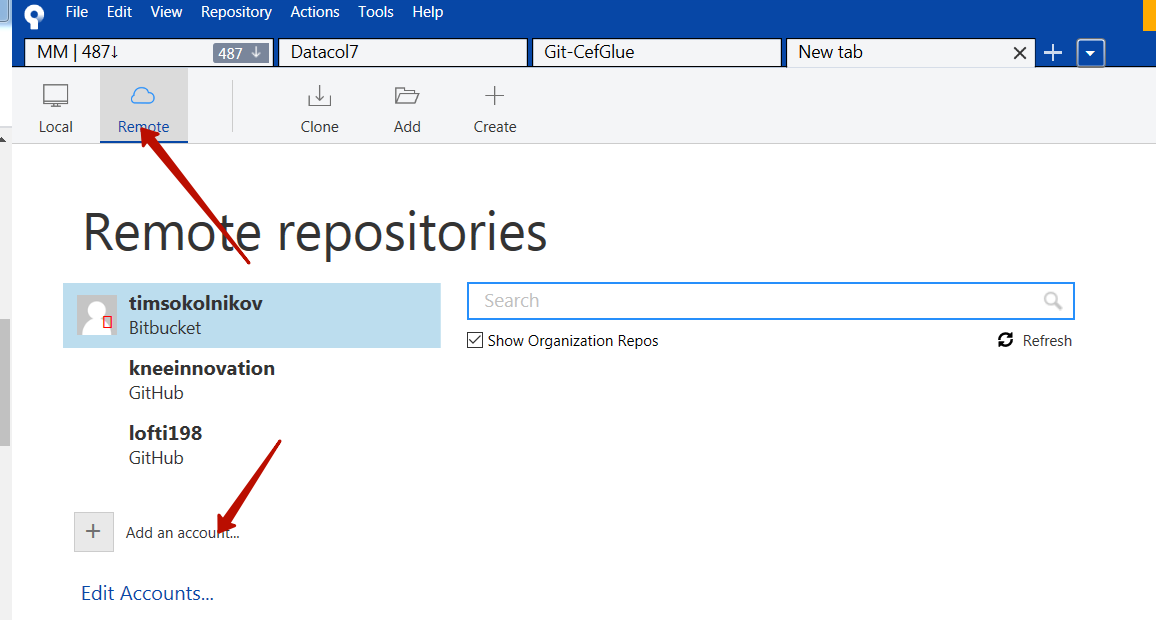 File Edit View Repository Actions Tools Help
MM | 487↓ 487 ↓ Datacol7 Git-CefGlue New tab
Local Remote Clone Add Create
Remote repositories
timsokolnikov
Bitbucket
Search
Show Organization Repos Refresh
kneeinnovation
GitHub
lofti198
GitHub
Add an account...
Edit Accounts...